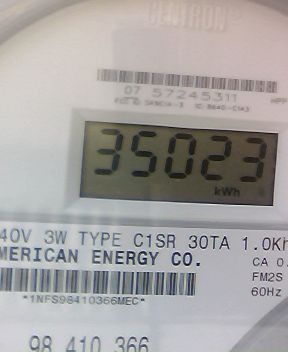 CENTRON®
07 57245311
35023
kWh
40V 3W TYPE C1SR 30TA 1.0Kh
MERICAN ENERGY CO.
CA 0.
FM2S
60Hz
*1NFS98410366MEC*
98 410 366